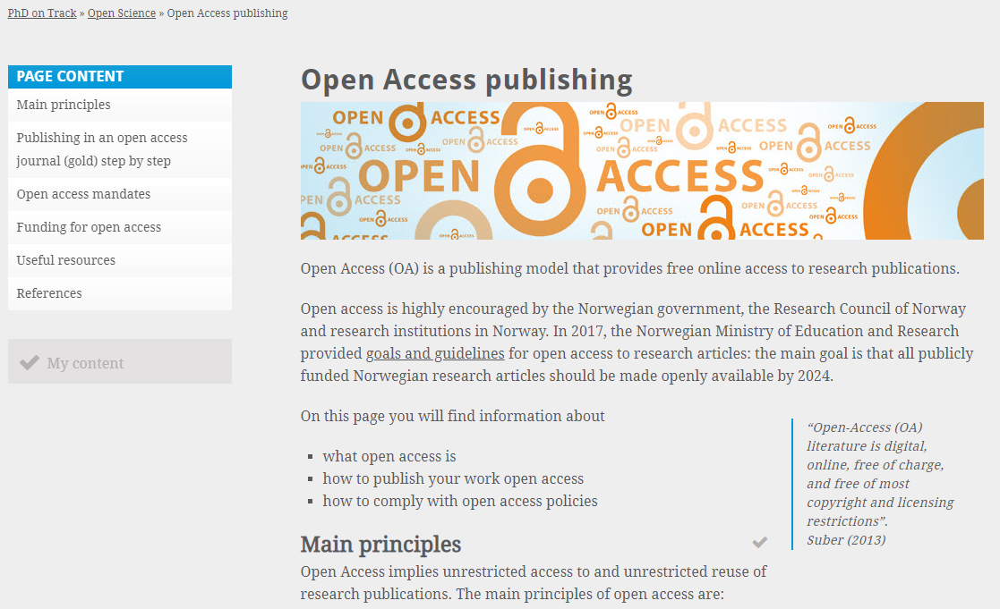 PhD on Track » Open Science » Open Access publishing
PAGE CONTENT
Main principles
Publishing in an open access
journal (gold) step by step
Open access mandates
Funding for open access
Useful resources
References
My content
Open Access publishing
OPEN ACCESS
OPEN ACCESS
OPEN ACCESS
OPEN ACCESS
OPEN ACCESS
Open Access (OA) is a publishing model that provides free online access to research publications.
Open access is highly encouraged by the Norwegian government, the Research Council of Norway
and research institutions in Norway. In 2017, the Norwegian Ministry of Education and Research
provided goals and guidelines for open access to research articles: the main goal is that all publicly
funded Norwegian research articles should be made openly available by 2024.
On this page you will find information about
what open access is
how to publish your work open access
how to comply with open access policies
“Open-Access (OA)
literature is digital,
online, free of charge,
and free of most
copyright and licensing
restrictions”.
Suber (2013)
Main principles
Open Access implies unrestricted access to and unrestricted reuse of
research publications. The main principles of open access are: